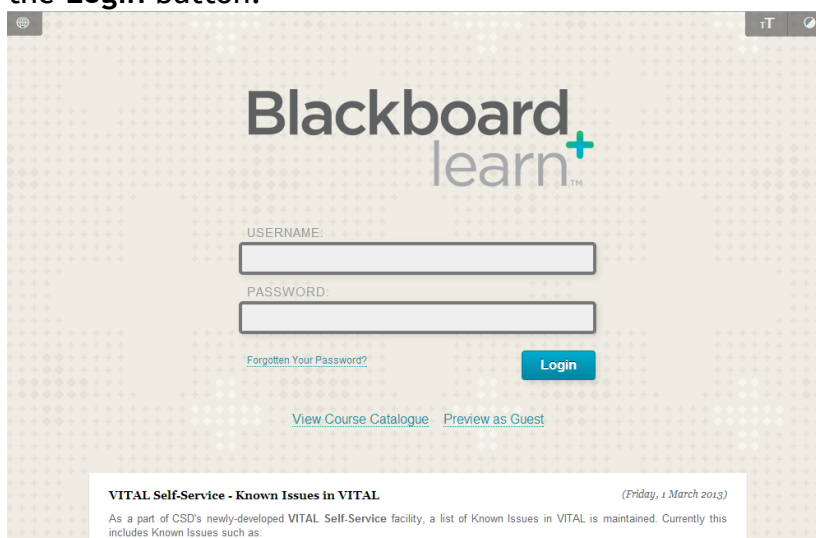 the Login button.
TT
Blackboard
learn+™
USERNAME:
PASSWORD:
Forgotten Your Password?
Login
View Course Catalogue Preview as Guest
VITAL Self-Service - Known Issues in VITAL (Friday, 1 March 2013)
As a part of CSD's newly-developed VITAL Self-Service facility, a list of Known Issues in VITAL is maintained. Currently this
includes Known Issues such as: